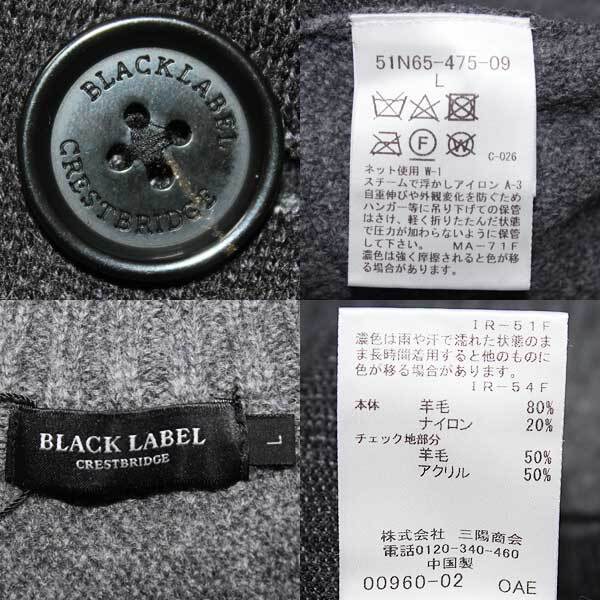 BLACKLABEL
CRESTBRIDGE
51N65-475-09
L
F
W
C-026
ネット使用 W-1
スチームで浮かしアイロン A-3
自重伸びや外観変化を防ぐため
ハンガー等に吊り下げての保管
はさけ、軽く折りたたんだ状態
で圧力が加わらないように保管
して下さい。 MA-71F
濃色は強く摩擦されると色が移
る場合があります。
BLACK LABEL
CRESTBRIDGE
L
IR-51F
濃色は雨や汗で濡れた状態のま
ま長時間着用すると他のものに
色が移る場合があります。
IR-54F
本体 羊毛 80%
ナイロン 20%
チェック地部分
羊毛 50%
アクリル 50%
株式会社 三陽商会
電話0120-340-460
中国製
00960-02 OAE